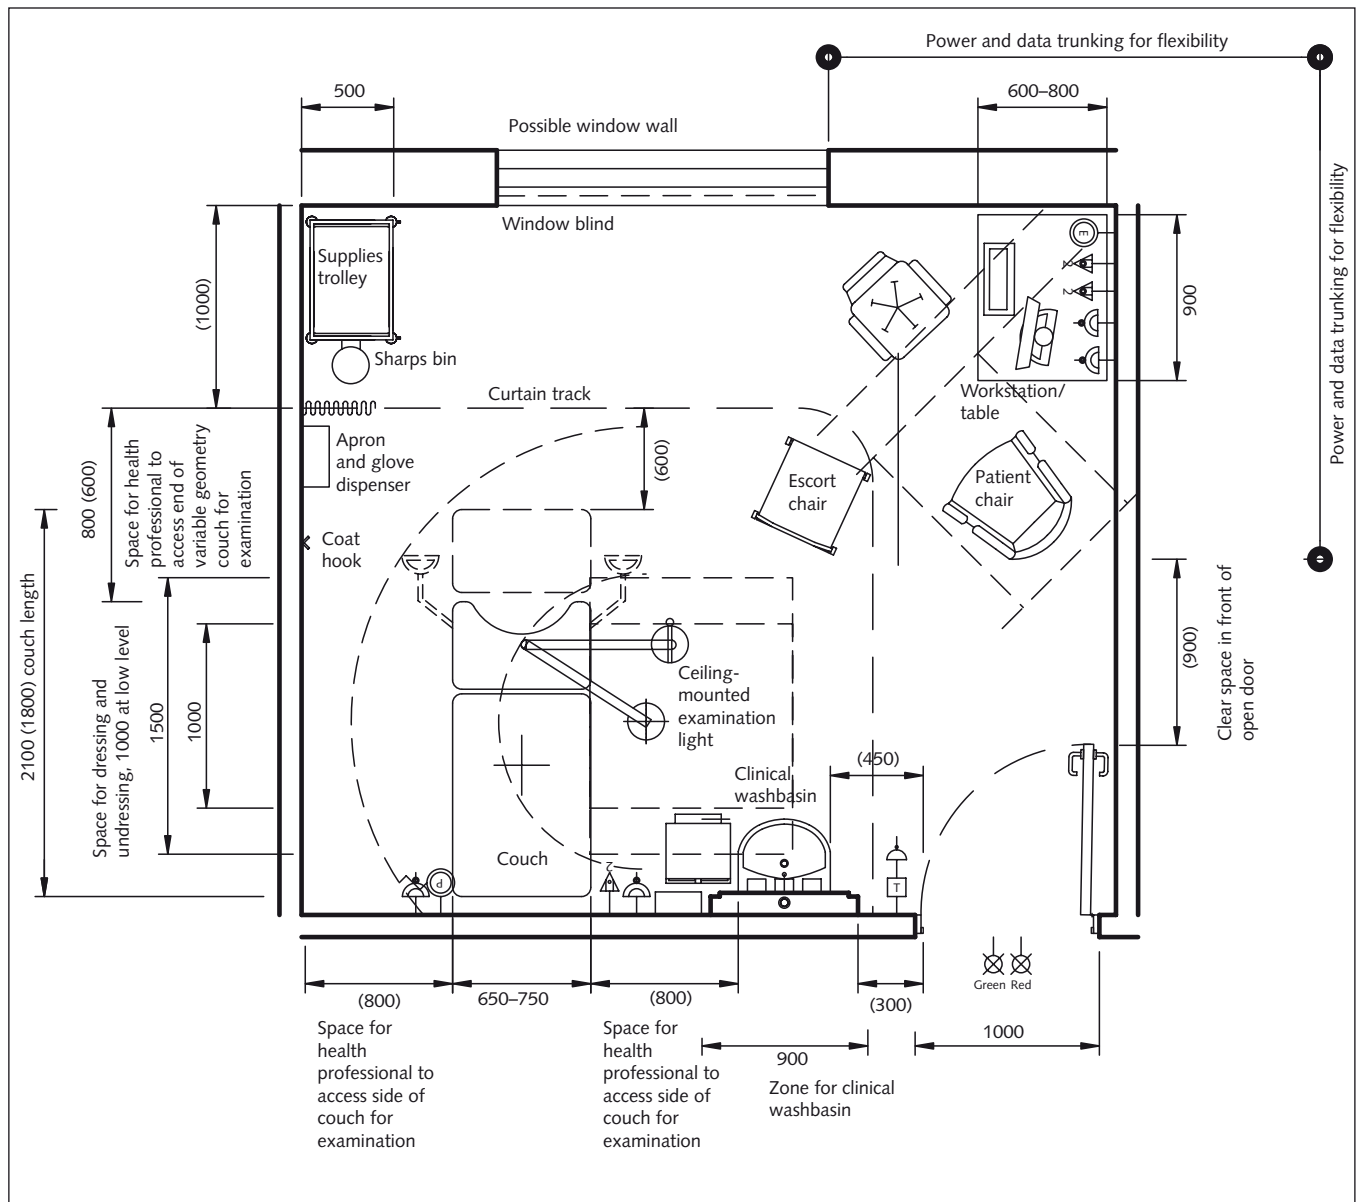 Power and data trunking for flexibility
500
600–800
Possible window wall
Power and data trunking for flexibility
Window blind
Supplies
trolley
(1000)
E
2
2
900
Sharps bin
Curtain track
Workstation/
table
800 (600)
Space for health
professional to
access end of
variable geometry
couch for
examination
Apron
and glove
dispenser
(600)
Escort
chair
Patient
chair
Coat
hook
2100 (1800) couch length
Space for dressing and
undressing, 1000 at low level
1500
1000
Ceiling-
mounted
examination
light
(900)
Clear space in front of
open door
(450)
Clinical
washbasin
Couch
P
2
T
(800)
650–750
(800)
(300)
Green Red
Space for
health
professional to
access side of
couch for
examination
Space for
health
professional to
access side of
couch for
examination
900
1000
Zone for clinical
washbasin